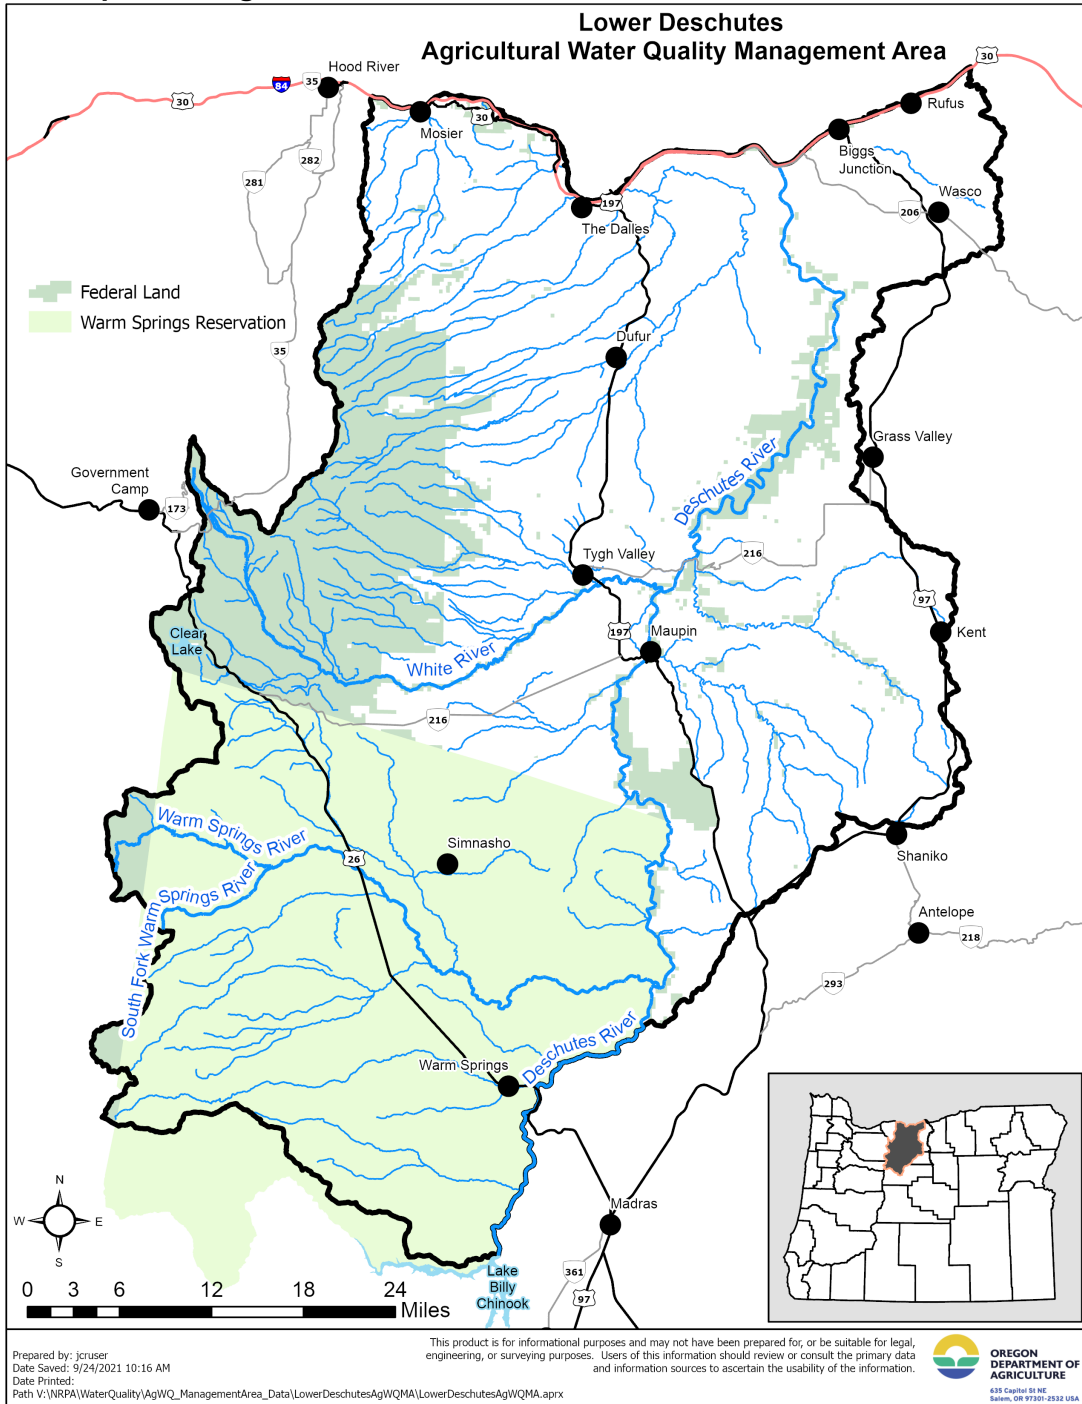 Lower Deschutes
Agricultural Water Quality Management Area
30
Hood River
35
84
30
Rufus
30
Mosier
Biggs
Junction
282
281
Wasco
197
206
The Dalles
Federal Land
Warm Springs Reservation
Dufur
35
Grass Valley
Deschutes River
Government
Camp
173
Tygh Valley
216
97
197
Maupin
Kent
Clear
Lake
White River
216
Warm Springs River
Simnasho
26
Shaniko
South Fork Warm Springs River
Antelope
218
293
Deschutes River
Warm Springs
N
W
E
S
Madras
361
97
Lake
Billy
Chinook
0 3 6 12 18 24
Miles
Prepared by: jcruser
Date Saved: 9/24/2021 10:16 AM
Date Printed:
Path V:\NRPA\WaterQuality\AgWQ_ManagementArea_Data\LowerDeschutesAgWQMA\LowerDeschutesAgWQMA.aprx
This product is for informational purposes and may not have been prepared for, or be suitable for legal,
engineering, or surveying purposes. Users of this information should review or consult the primary data
and information sources to ascertain the usability of the information.
OREGON
DEPARTMENT OF
AGRICULTURE
635 Capitol St NE
Salem, OR 97301-2532 USA